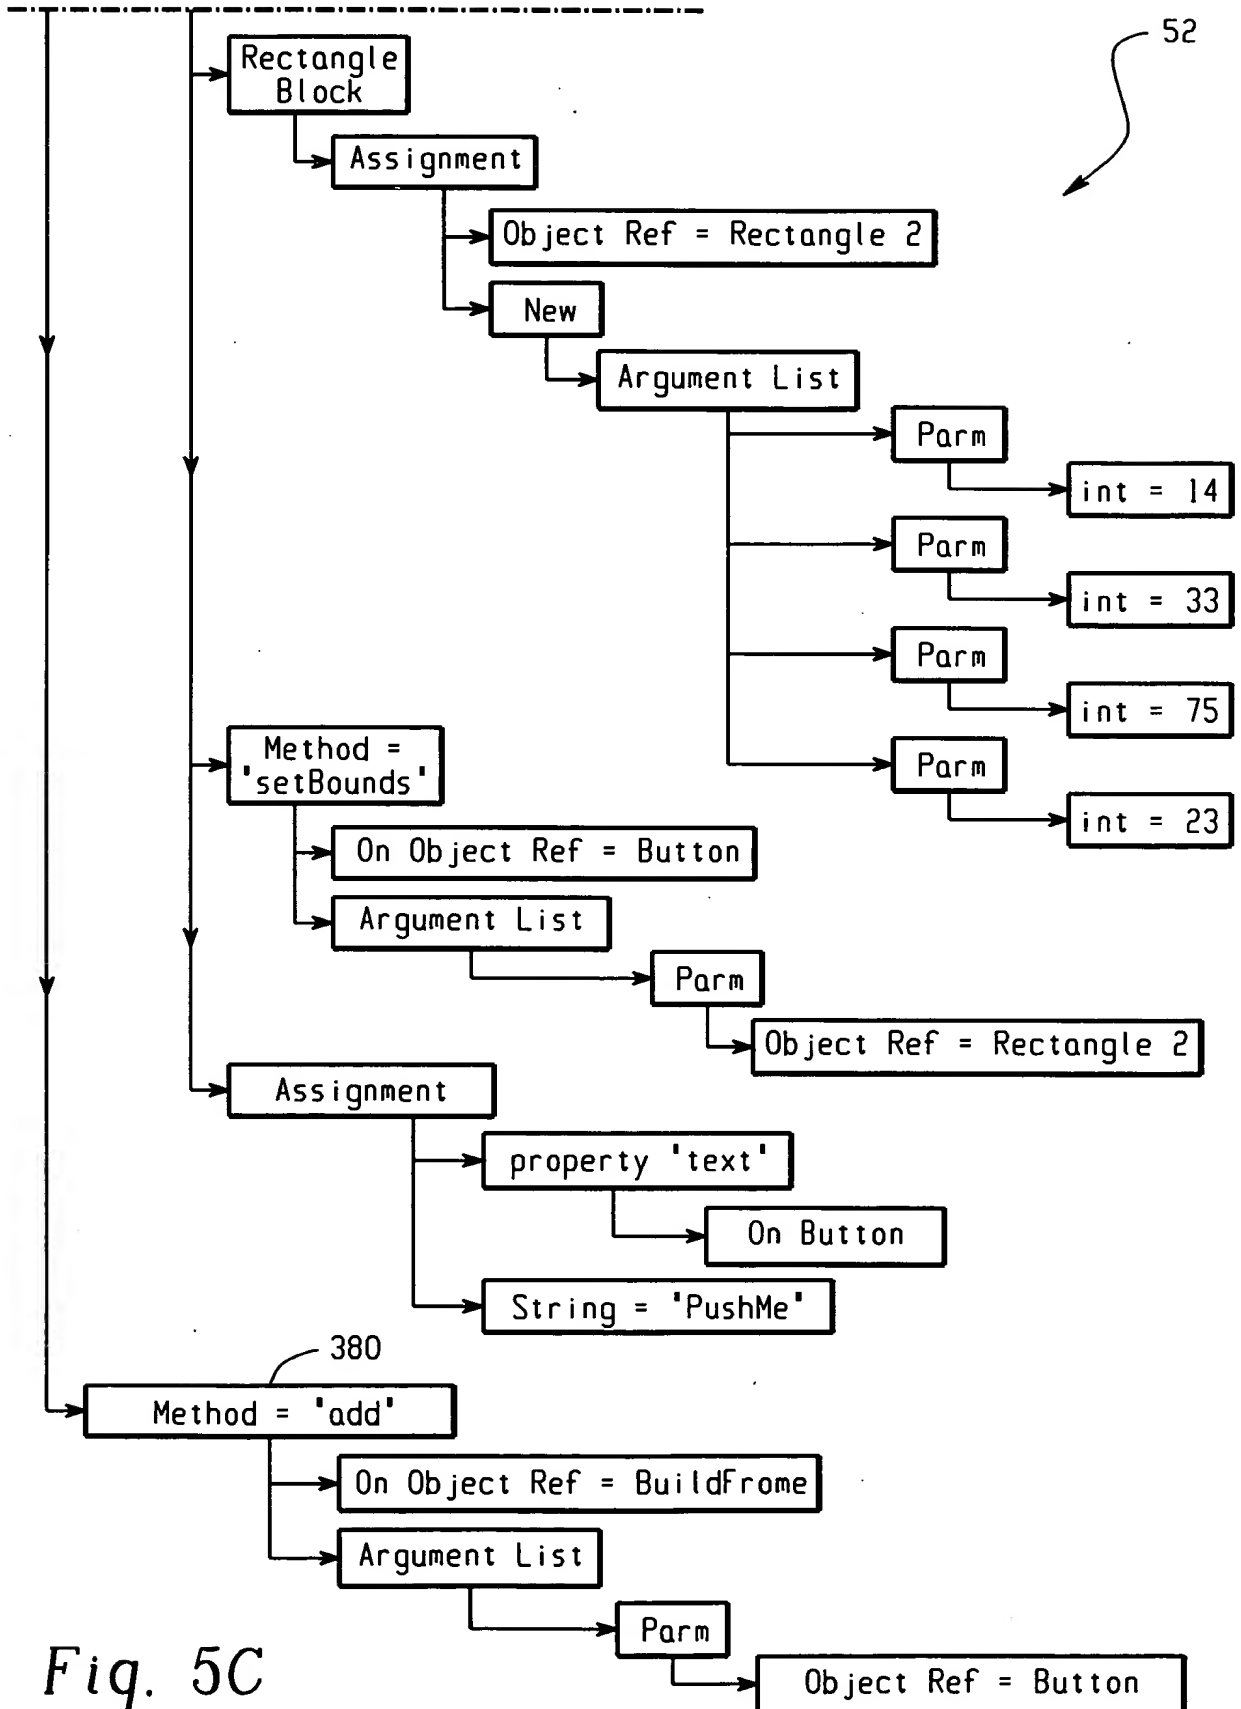 52
Rectangle
Block
Assignment
Object Ref = Rectangle 2
New
Argument List
Parm
int = 14
Parm
int = 33
Parm
int = 75
Parm
int = 23
Method =
'setBounds'
On Object Ref = Button
Argument List
Parm
Object Ref = Rectangle 2
Assignment
property 'text'
On Button
String = 'PushMe'
380
Method = 'add'
On Object Ref = BuildFrame
Argument List
Parm
Object Ref = Button
Fig. 5C